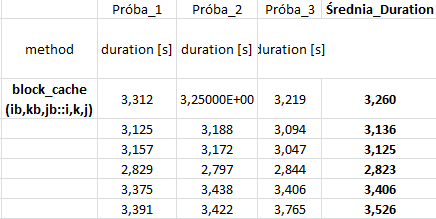 Próba_1 Próba_2 Próba_3 Średnia_Duration
method duration [s] duration [s] duration [s]
block_cache
(ib,kb,jb::i,k,j) 3,312 3,25000E+00 3,219 3,260
3,125 3,188 3,094 3,136
3,157 3,172 3,047 3,125
2,829 2,797 2,844 2,823
3,375 3,438 3,406 3,406
3,391 3,422 3,765 3,526